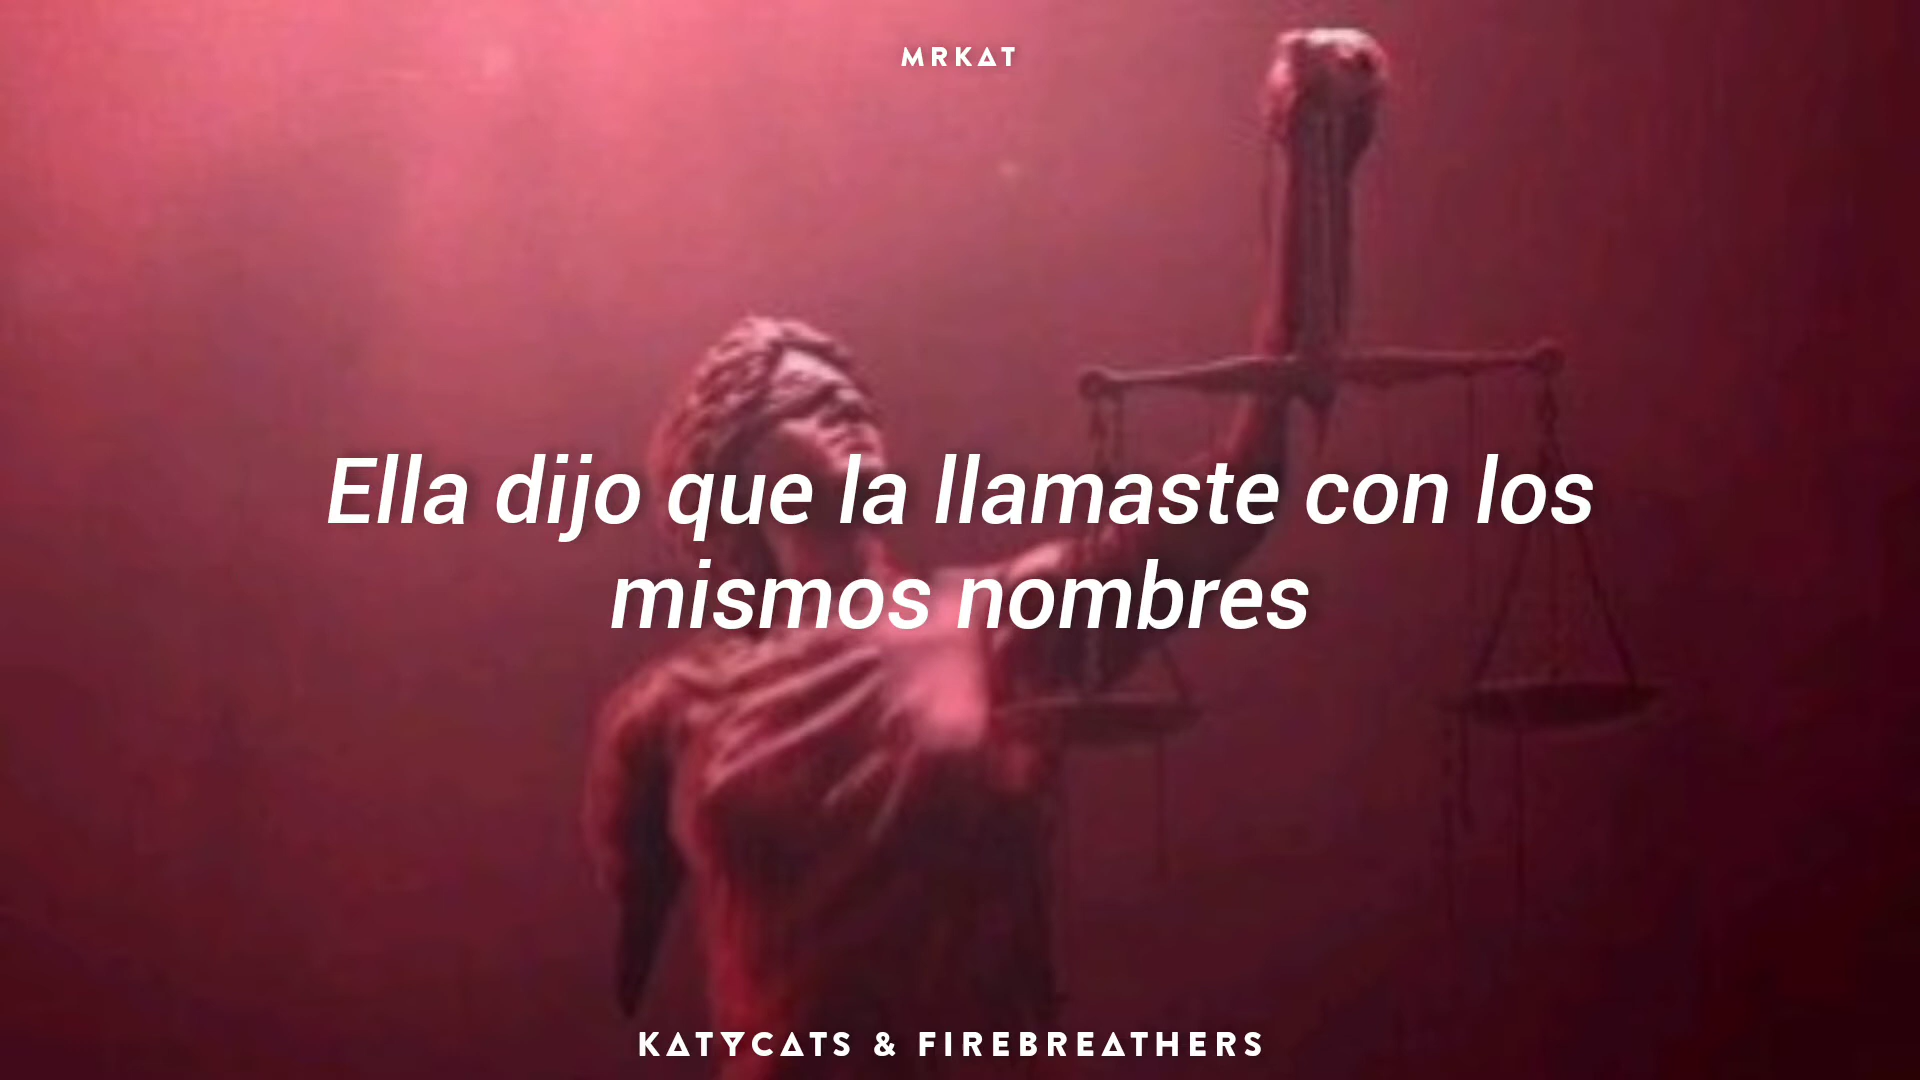 MRKAT
Ella dijo que la llamaste con los
mismos nombres
KATYCATS & FIREBREATHERS